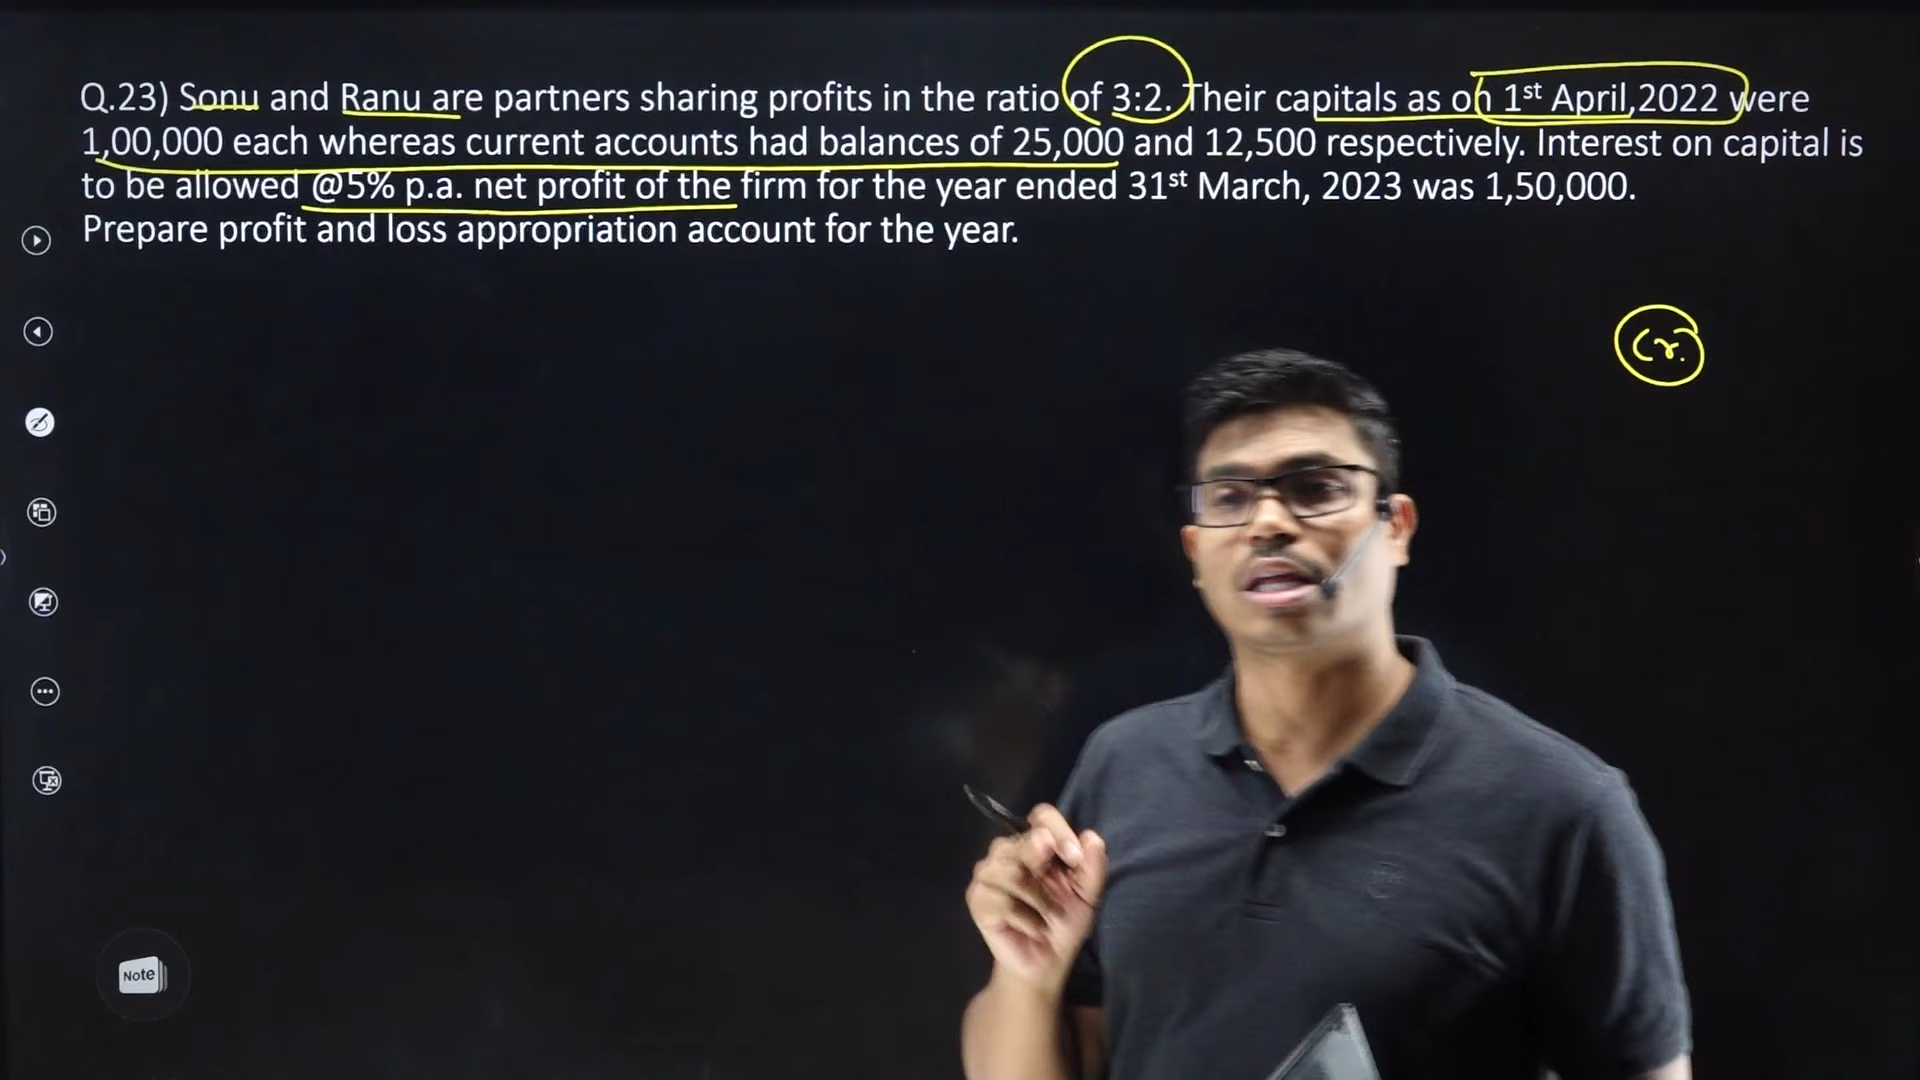 Q.23) Sonu and Ranu are partners sharing profits in the ratio of 3:2. Their capitals as on 1st April,2022 were
1,00,000 each whereas current accounts had balances of 25,000 and 12,500 respectively. Interest on capital is
to be allowed @5% p.a. net profit of the firm for the year ended 31st March, 2023 was 1,50,000.
Prepare profit and loss appropriation account for the year.
Cr.
Note